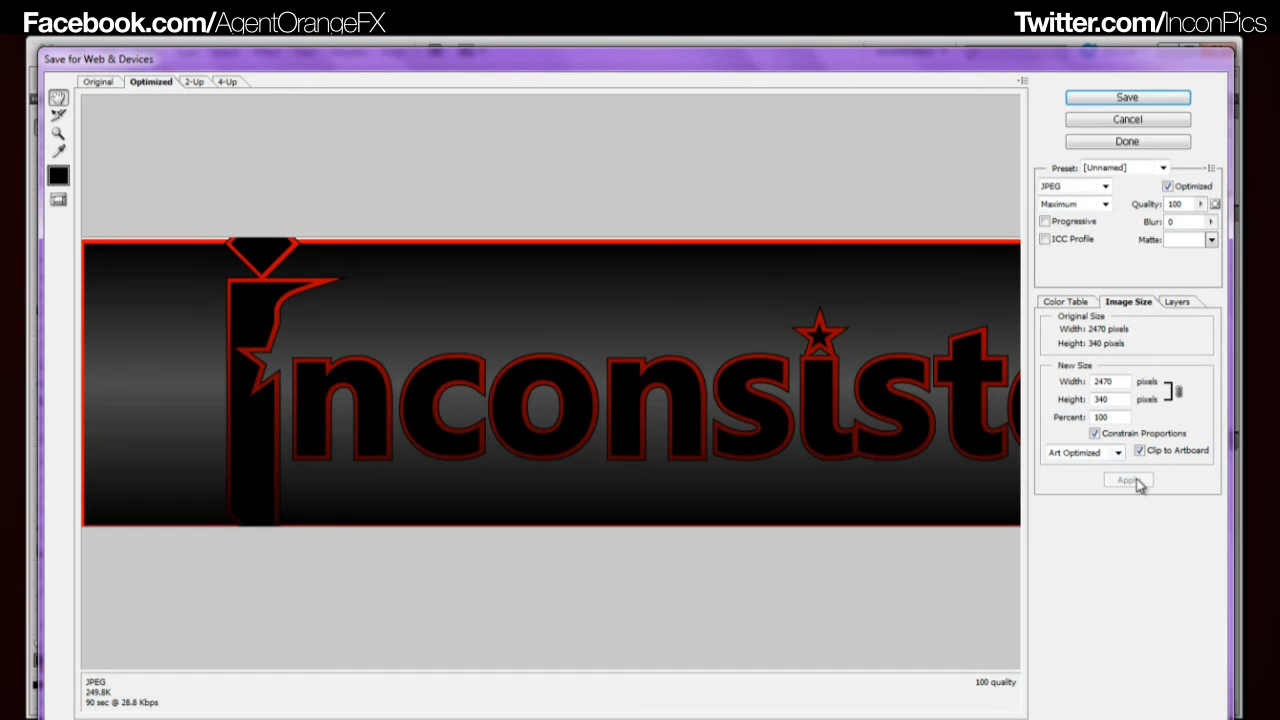 Facebook.com/AgentOrangeFX
Twitter.com/InconPics
Save for Web & Devices
Original Optimized 2-Up 4-Up
Save
Cancel
Done
Preset: [Unnamed]
JPEG Optimized
Maximum Quality: 100
Progressive Blur: 0
ICC Profile Matte:
Color Table Image Size Layers
Original Size
Width: 2470 pixels
Height: 340 pixels
New Size
Width: 2470 pixels
Height: 340 pixels
Percent: 100
Constrain Proportions
Art Optimized Clip to Artboard
Apply
inconsiste
JPEG 100 quality
249.8K
90 sec @ 28.8 Kbps